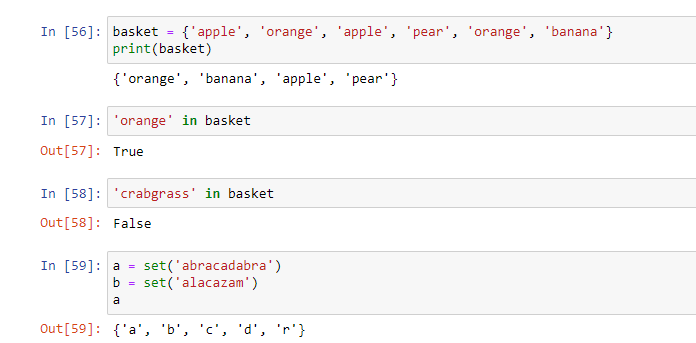 In [56]: basket = {'apple', 'orange', 'apple', 'pear', 'orange', 'banana'}
print(basket)
{'orange', 'banana', 'apple', 'pear'}
In [57]: 'orange' in basket
Out[57]: True
In [58]: 'crabgrass' in basket
Out[58]: False
In [59]: a = set('abracadabra')
b = set('alacazam')
a
Out[59]: {'a', 'b', 'c', 'd', 'r'}